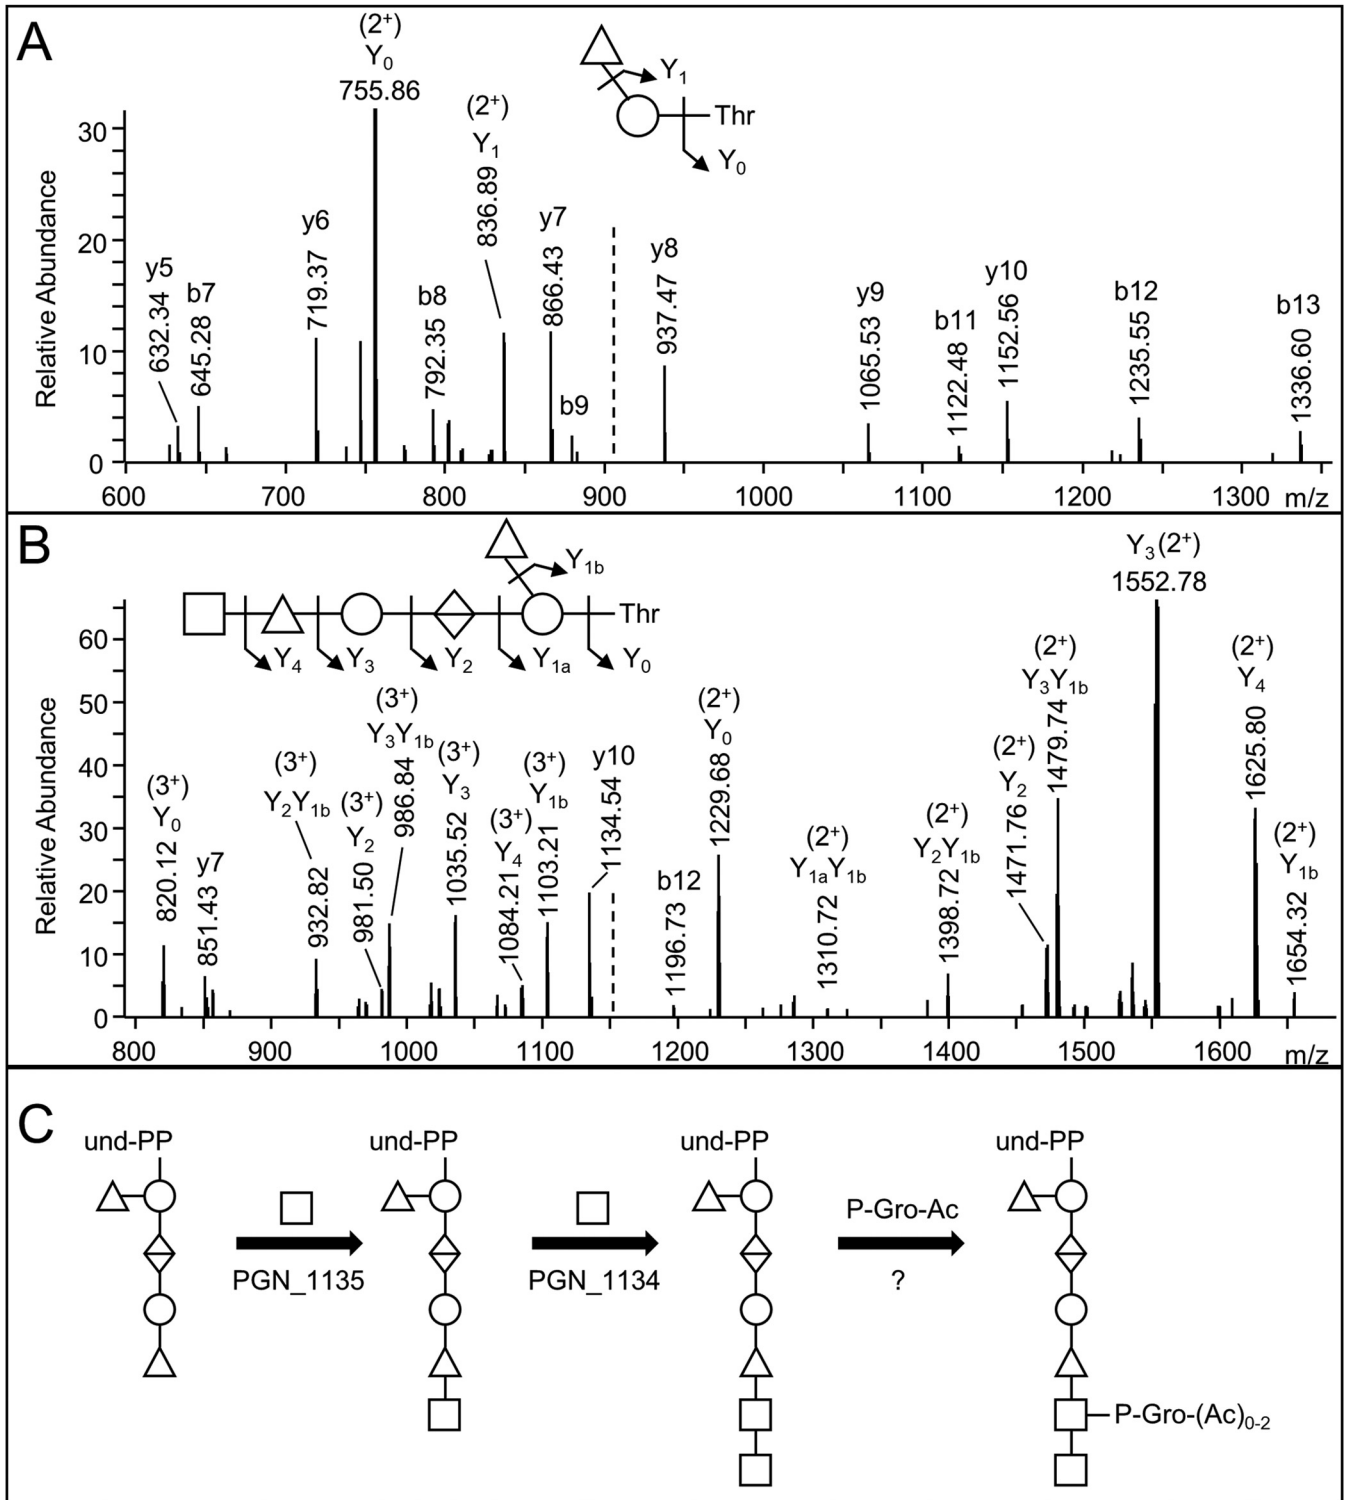 A
(2+)
Y0
755.86
(2+)
Y1
836.89
Y1
Thr
Y0
y5
632.34
b7
645.28
y6
719.37
b8
792.35
y7
866.43
b9
y8
937.47
y9
1065.53
b11
1122.48
y10
1152.56
b12
1235.55
b13
1336.60
Relative Abundance
30
20
10
0
600 700 800 900 1000 1100 1200 1300 m/z
B
Y1b
Thr
Y4 Y3 Y2 Y1a Y0
(3+)
Y0
820.12
y7
851.43
(3+)
Y2Y1b
932.82
(3+)
Y2
981.50
(3+)
Y3Y1b
986.84
(3+)
Y3
1035.52
(3+)
Y4
1084.21
(3+)
Y1b
1103.21
y10
1134.54
b12
1196.73
(2+)
Y0
1229.68
(2+)
Y1aY1b
1310.72
(2+)
Y2Y1b
1398.72
(2+)
Y2
1471.76
(2+)
Y3Y1b
1479.74
Y3(2+)
1552.78
(2+)
Y4
1625.80
(2+)
Y1b
1654.32
Relative Abundance
60
50
40
30
20
10
0
800 900 1000 1100 1200 1300 1400 1500 1600 m/z
C
und-PP und-PP und-PP und-PP
P-Gro-Ac
PGN_1135 PGN_1134 ?
P-Gro-(Ac)0-2